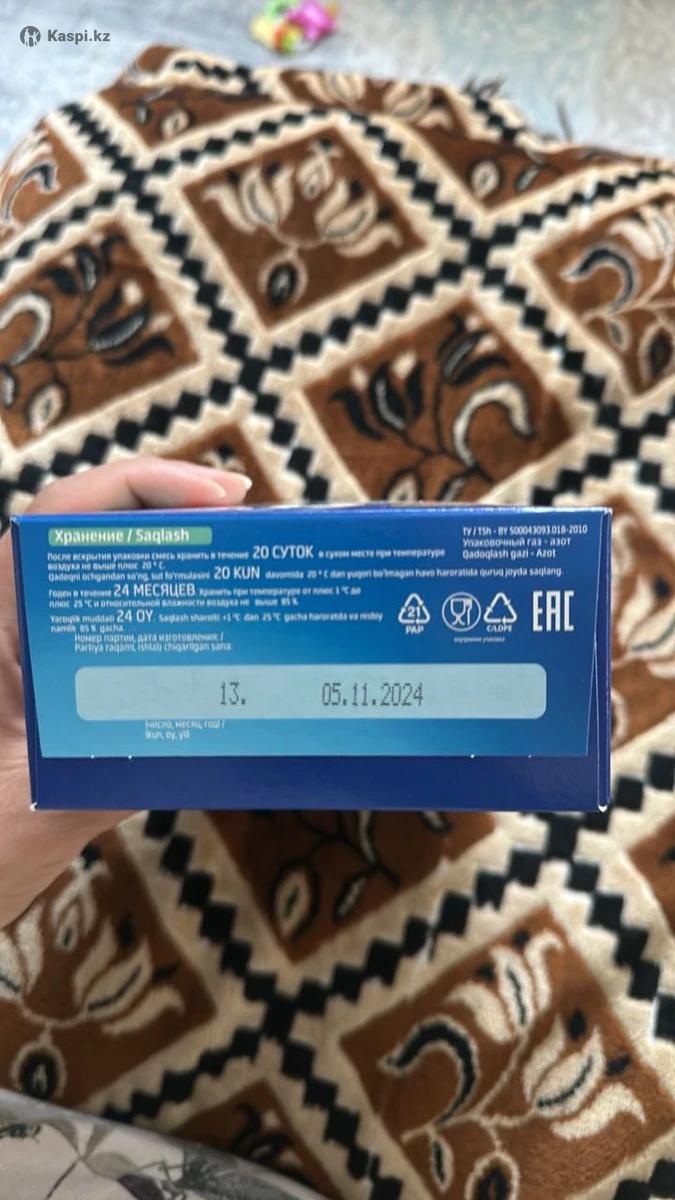 Kaspi.kz
Хранение / Saqlash
После вскрытия упаковки смесь хранить в течение 20 СУТОК в сухом месте при температуре
воздуха не выше плюс 20 °С.
Qadoqni ochgandan so'ng, sut fo'rmulasini 20 KUN davomida 20 °C dan yuqori bo'lmagan havo haroratida quruq joyda saqlang.
Годен в течение 24 МЕСЯЦЕВ. Хранить при температуре от плюс 1 °С до
плюс 25 °С и относительной влажности воздуха не выше 85 %.
Yaroqlik muddati 24 OY. Saqlash sharoiti: +1 °C dan 25 °C gacha haroratda va nisbiy
namlik 85 % gacha.
Номер партии, дата изготовления: /
Partiya raqami, ishlab chiqarilgan sana:
13. 05.11.2024
(число, месяц, год) /
(kun, oy, yil)
ТУ / TSh - BY 500043093.018-2010
Упаковочный газ - азот
Qadoqlash gazi - Azot
21
PAP
C/LDPE
внутренняя упаковка
EAC